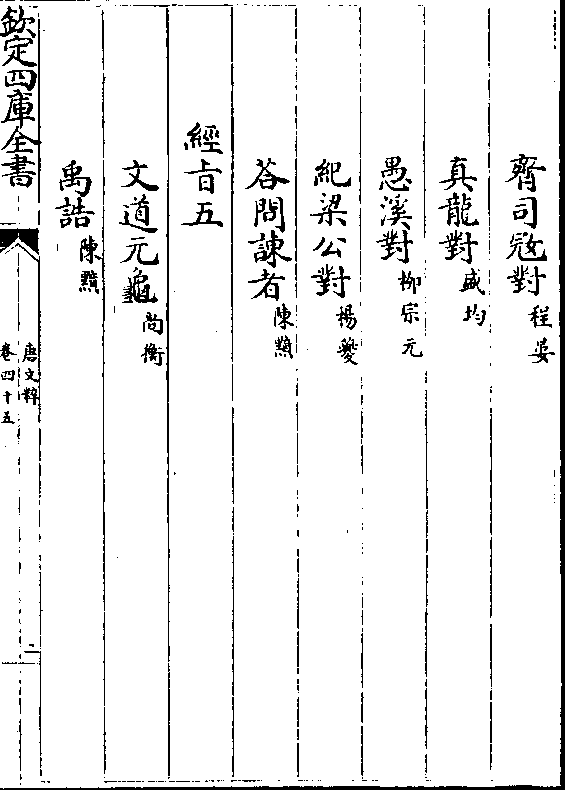 齊司寇對程晏
真龍對盛均
愚溪對柳宗元
紀梁公對楊夔
荅問諫者陳黯
經旨五
文道元龜尚衡
禹誥陳黯
欽定四庫全書
唐文粹
卷四十五
二